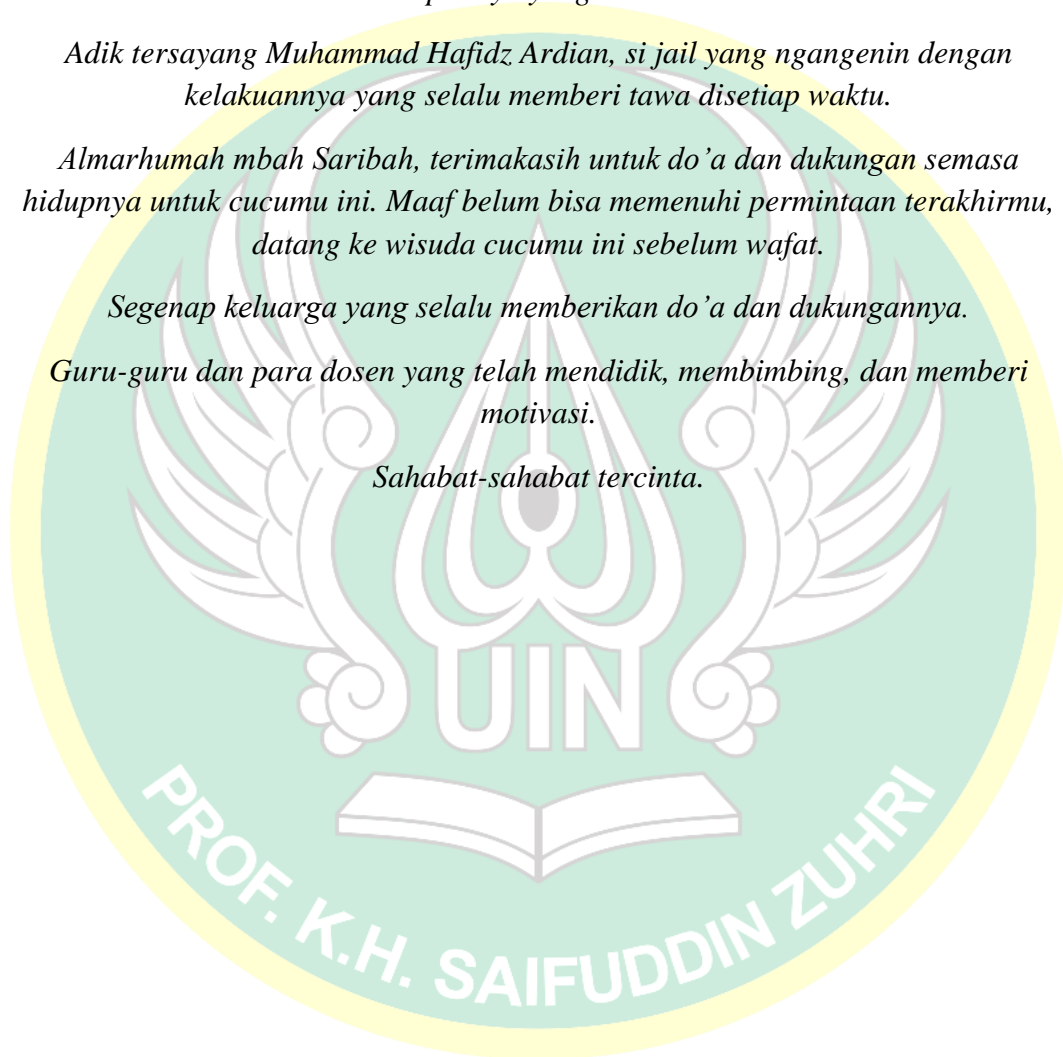 Adik tersayang Muhammad Hafidz Ardian, si jail yang ngangenin dengan
kelakuannya yang selalu memberi tawa disetiap waktu.
Almarhumah mbah Saribah, terimakasih untuk do’a dan dukungan semasa
hidupnya untuk cucumu ini. Maaf belum bisa memenuhi permintaan terakhirmu,
datang ke wisuda cucumu ini sebelum wafat.
Segenap keluarga yang selalu memberikan do’a dan dukungannya.
Guru-guru dan para dosen yang telah mendidik, membimbing, dan memberi
motivasi.
Sahabat-sahabat tercinta.
UIN
PROF. K.H. SAIFUDDIN ZUHRI